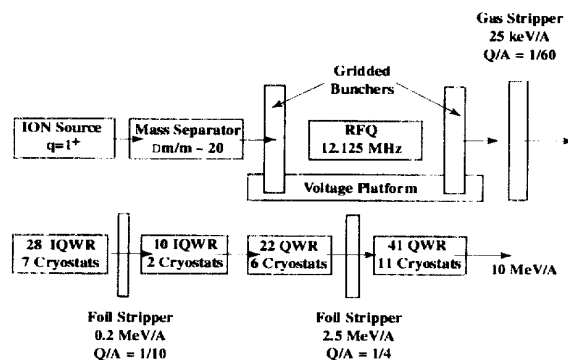 Gas Stripper
25 keV/A
Q/A = 1/60
Gridded
Bunchers
ION Source
q=1+
Mass Separator
Dm/m ~ 20
RFQ
12.125 MHz
Voltage Platform
28 IQWR
7 Cryostats
10 IQWR
2 Cryostats
22 QWR
6 Cryostats
41 QWR
11 Cryostats
10 MeV/A
Foil Stripper
0.2 MeV/A
Q/A = 1/10
Foil Stripper
2.5 MeV/A
Q/A = 1/4